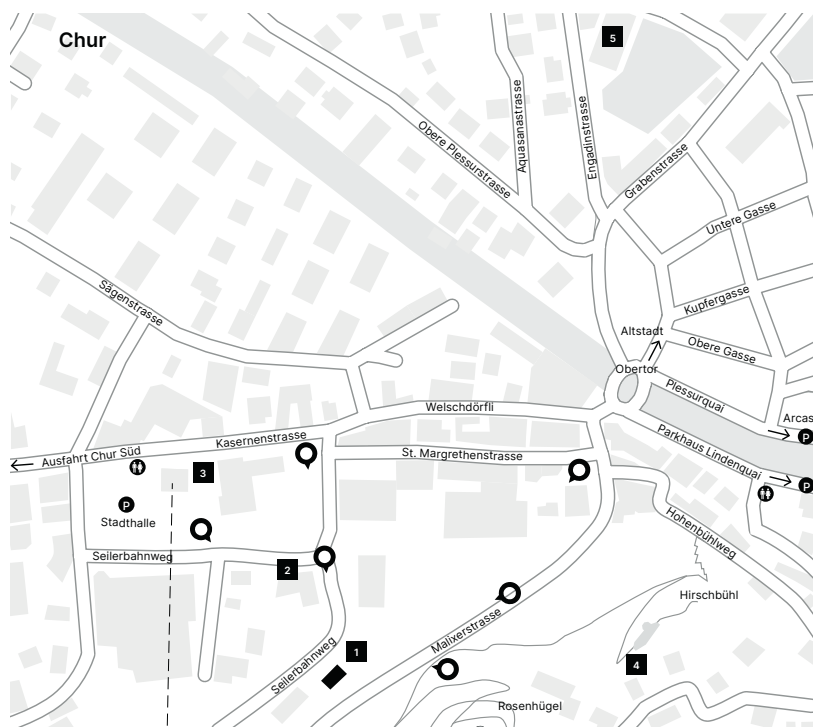 Chur
5
Aquasanastrasse
Engadinstrasse
Obere Plessurstrasse
Grabenstrasse
Untere Gasse
Sägenstrasse
Kupfergasse
Altstadt
Obere Gasse
Obertor
Plessurquai
Welschdörfli
Arcas
P
Kasernenstrasse
Parkhaus Lindenquai
Ausfahrt Chur Süd
St. Margrethenstrasse
3
P
P
Stadthalle
Hohenbühlweg
Seilerbahnweg
2
Hirschbühl
Malixerstrasse
1
Seilerbahnweg
4
Rosenhügel